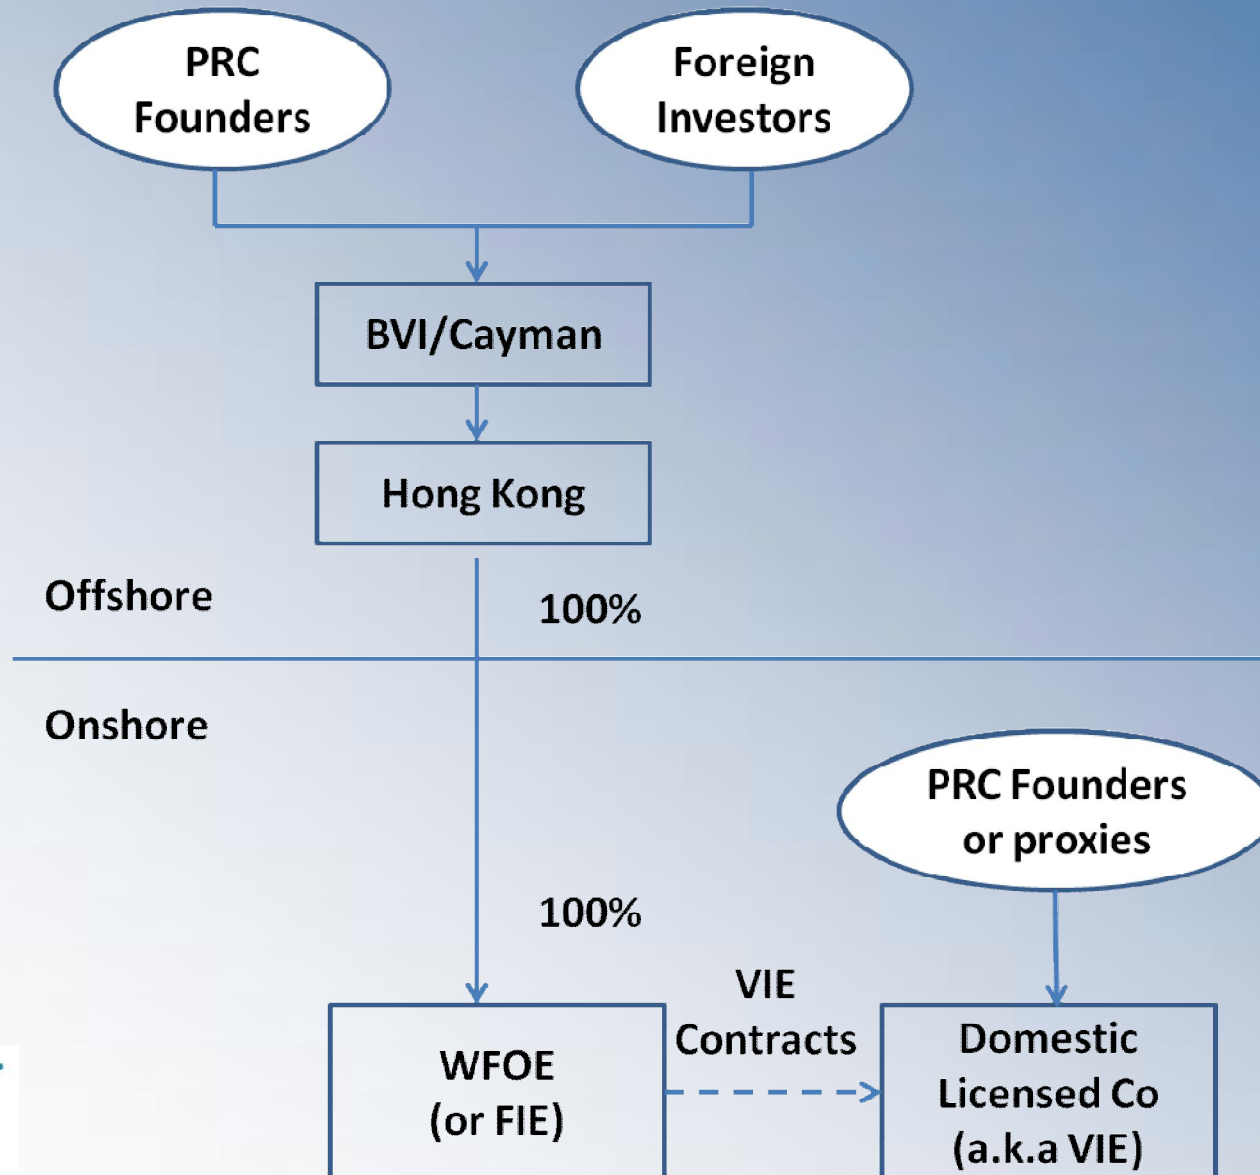 PRC
Founders
Foreign
Investors
BVI/Cayman
Hong Kong
Offshore
100%
Onshore
PRC Founders
or proxies
100%
VIE
Contracts
WFOE
(or FIE)
Domestic
Licensed Co
(a.k.a VIE)